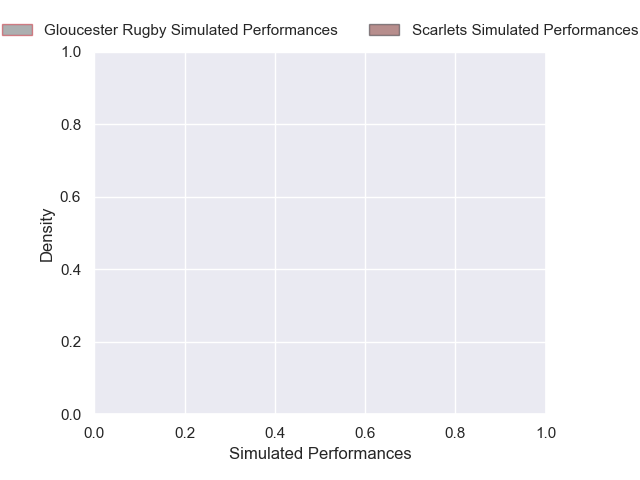 Gloucester Rugby Simulated Performances
Scarlets Simulated Performances
1.0
0.8
0.6
0.4
0.2
0.0
Density
0.0 0.2 0.4 0.6 0.8 1.0
Simulated Performances